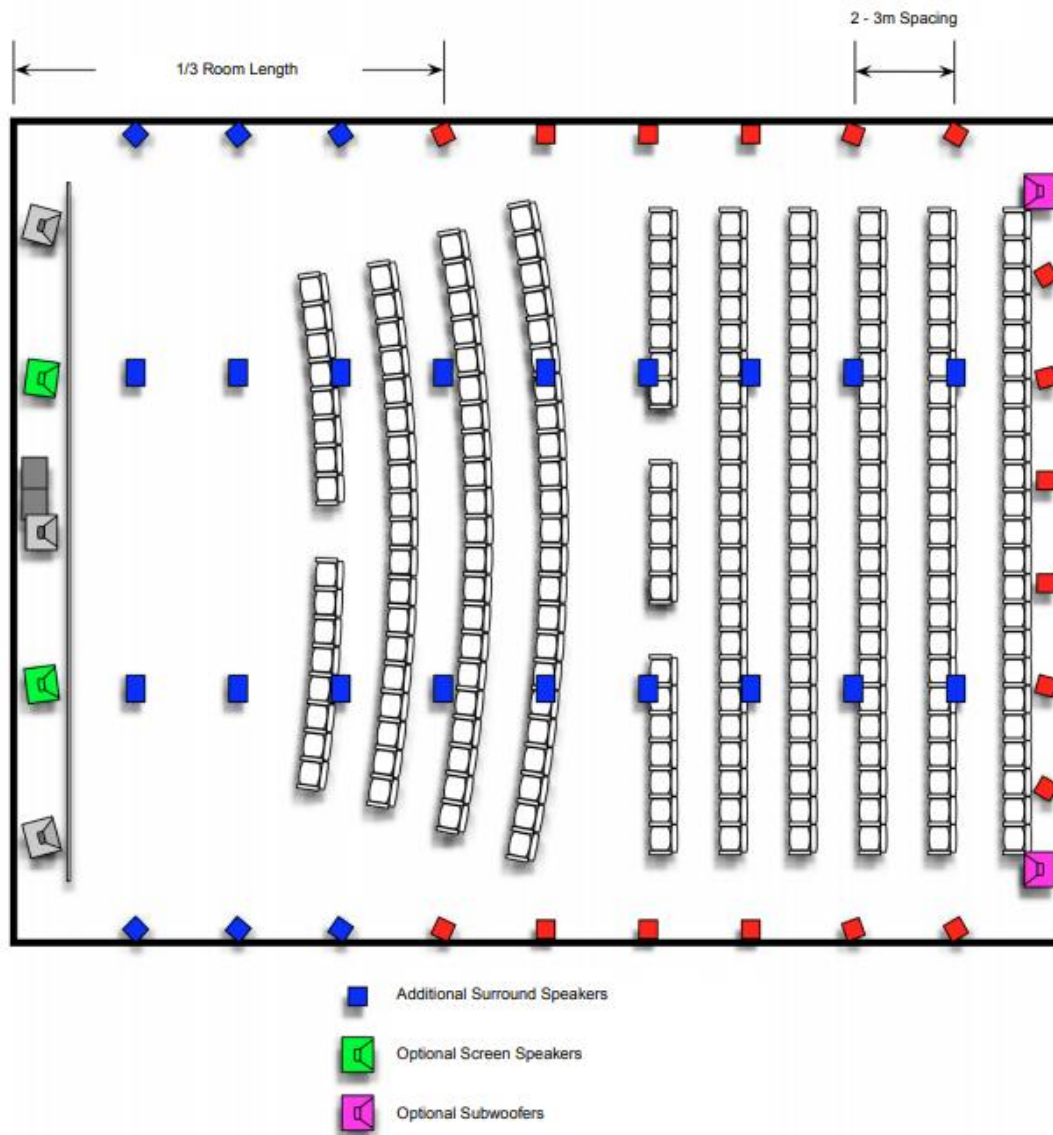 2 - 3m Spacing
1/3 Room Length
Additional Surround Speakers
Optional Screen Speakers
Optional Subwoofers